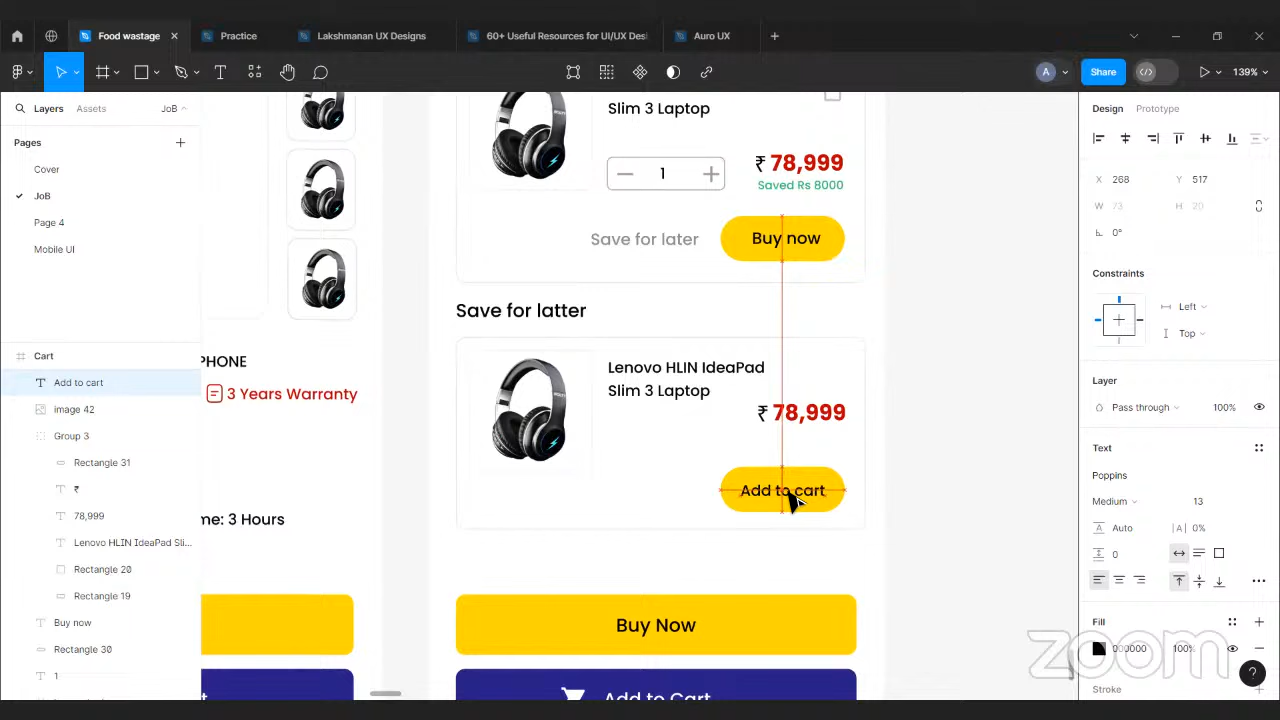 Food wastage
Practice
Lakshmanan UX Designs
60+ Useful Resources for UI/UX Desi
Auro UX
A
Share
139%
Layers
Assets
JoB
Pages
Cover
JoB
Page 4
Mobile UI
Cart
Add to cart
image 42
Group 3
Rectangle 31
₹
78,999
Lenovo HLIN IdeaPad Sli...
Rectangle 20
Rectangle 19
Buy now
Rectangle 30
1
PHONE
3 Years Warranty
me: 3 Hours
t
Slim 3 Laptop
1
₹ 78,999
Saved Rs 8000
Save for later
Buy now
Save for latter
Lenovo HLIN IdeaPad
Slim 3 Laptop
₹ 78,999
Add to cart
Buy Now
Add to Cart
Design
Prototype
X 268
Y 517
W 73
H 20
0°
Constraints
Left
Top
Layer
Pass through
100%
Text
Poppins
Medium
13
Auto
0%
0
Fill
000000
100%
zoom
?
Stroke